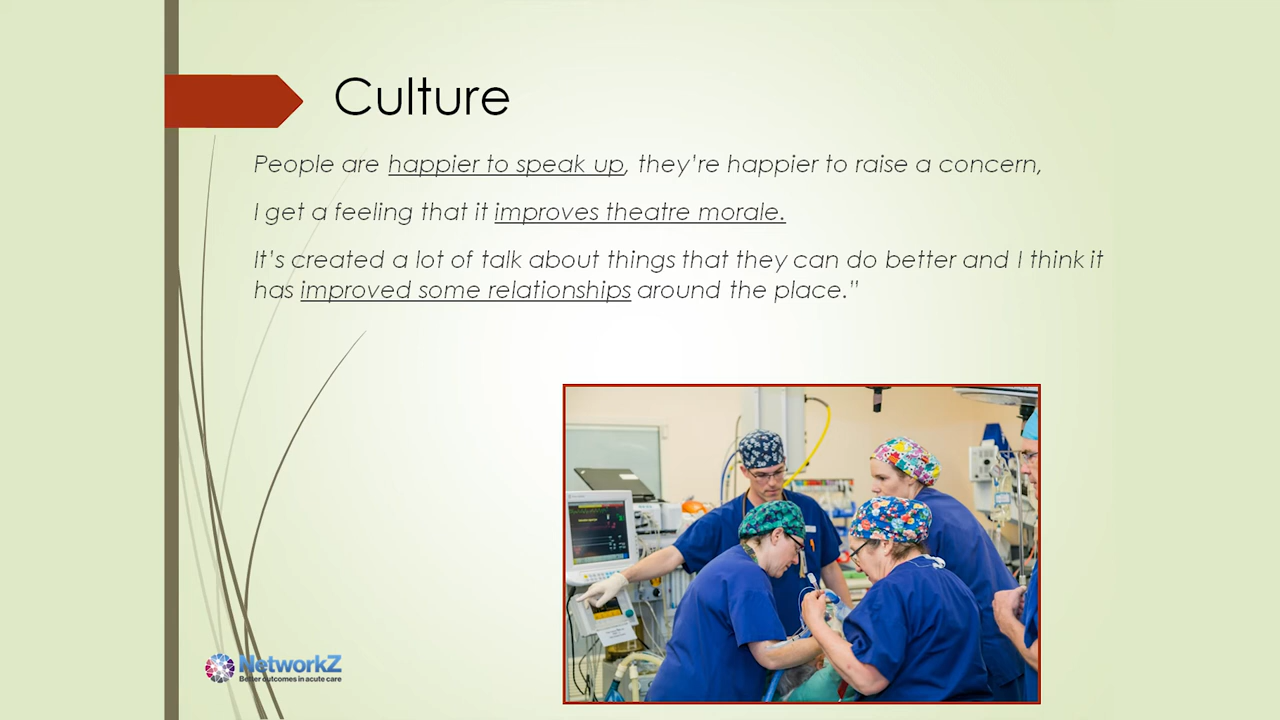 Culture
People are happier to speak up, they're happier to raise a concern,
I get a feeling that it improves theatre morale.
It's created a lot of talk about things that they can do better and I think it
has improved some relationships around the place."
NetworkZ
Better outcomes in acute care